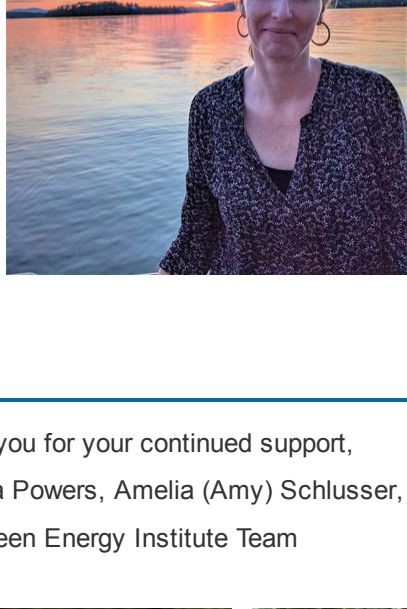 you for your continued support,
a Powers, Amelia (Amy) Schlusser,
een Energy Institute Team